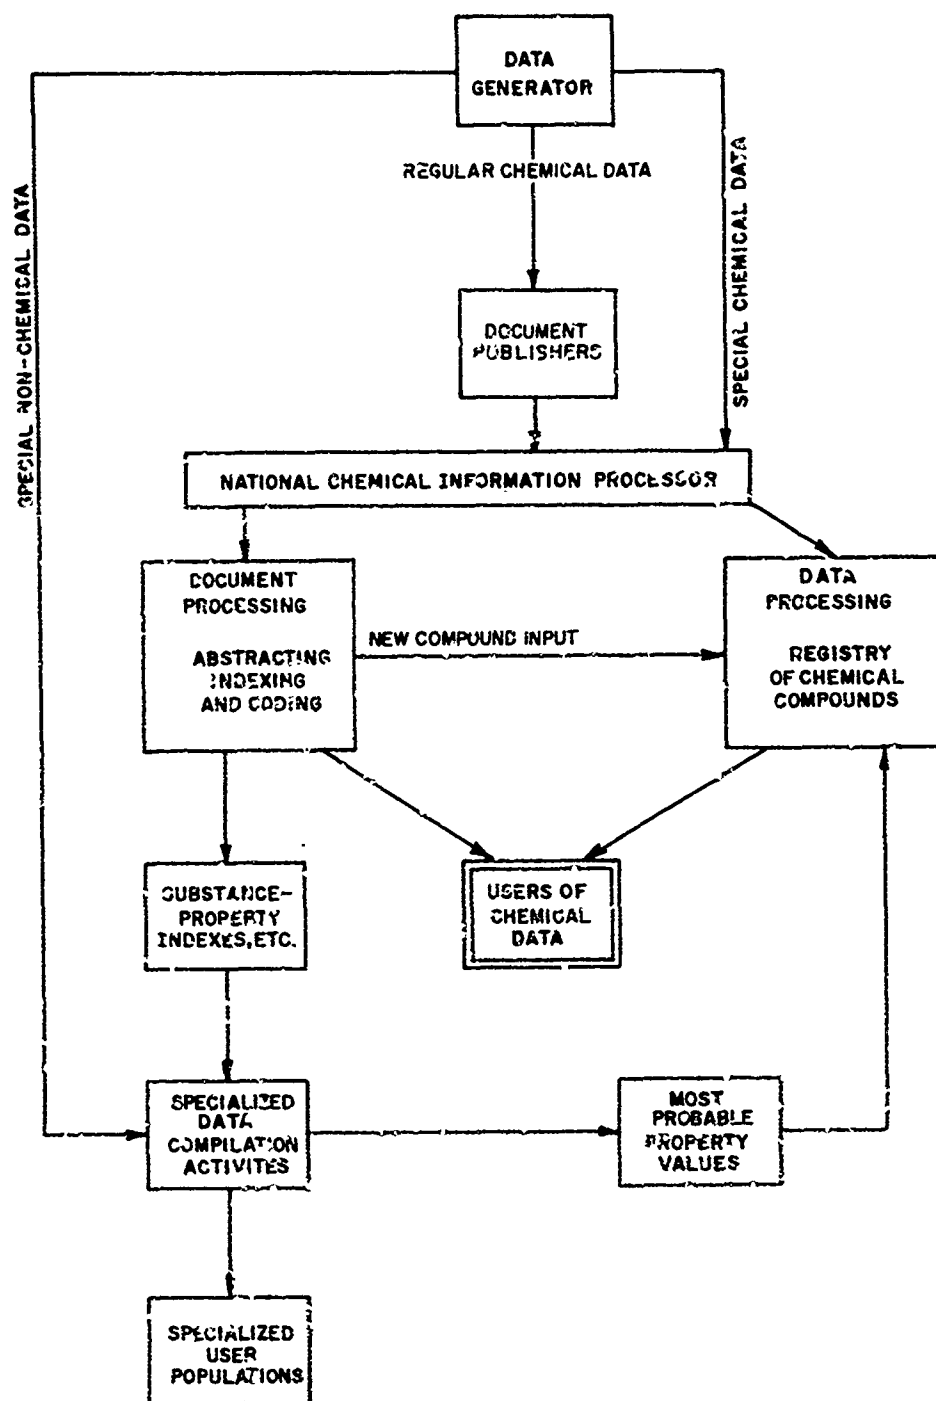 DATA
GENERATOR
REGULAR CHEMICAL DATA
SPECIAL NON-CHEMICAL DATA
SPECIAL CHEMICAL DATA
DOCUMENT
PUBLISHERS
NATIONAL CHEMICAL INFORMATION PROCESSOR
DOCUMENT
PROCESSING
ABSTRACTING
INDEXING
AND CODING
NEW COMPOUND INPUT
DATA
PROCESSING
REGISTRY
OF CHEMICAL
COMPOUNDS
SUBSTANCE-
PROPERTY
INDEXES, ETC.
USERS OF
CHEMICAL
DATA
SPECIALIZED
DATA
COMPILATION
ACTIVITES
MOST
PROBABLE
PROPERTY
VALUES
SPECIALIZED
USER
POPULATIONS